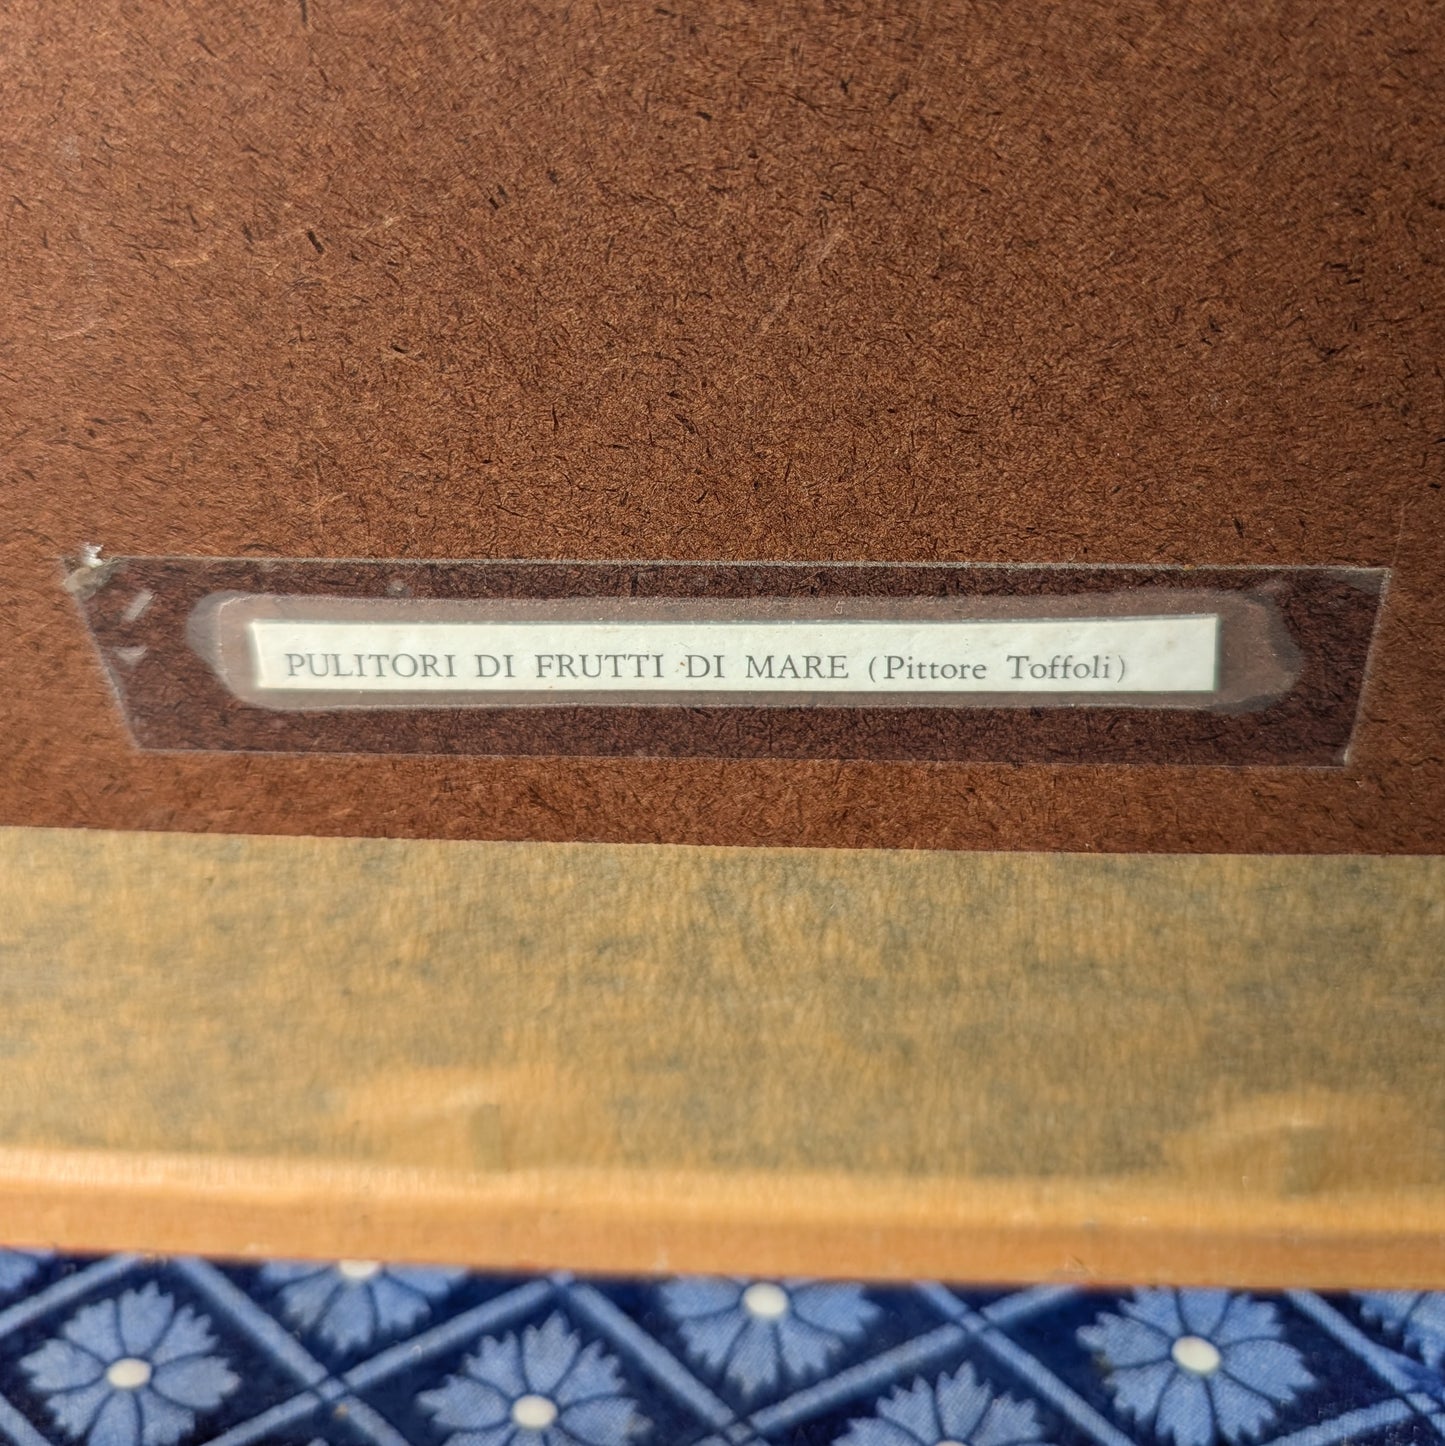 PULITORI DI FRUTTI DI MARE (Pittore Toffoli)